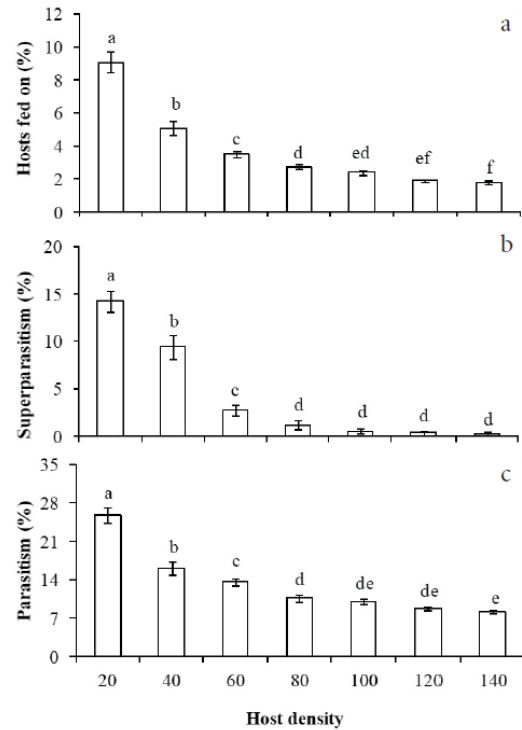 a
12
10
8
6
4
2
0
Hosts fed on (%)
a
b
c
d
ed
ef
f
b
20
15
10
5
0
Superparasitism (%)
a
b
c
d
d
d
d
c
35
28
21
14
7
0
Parasitism (%)
a
b
c
d
de
de
e
20 40 60 80 100 120 140
Host density